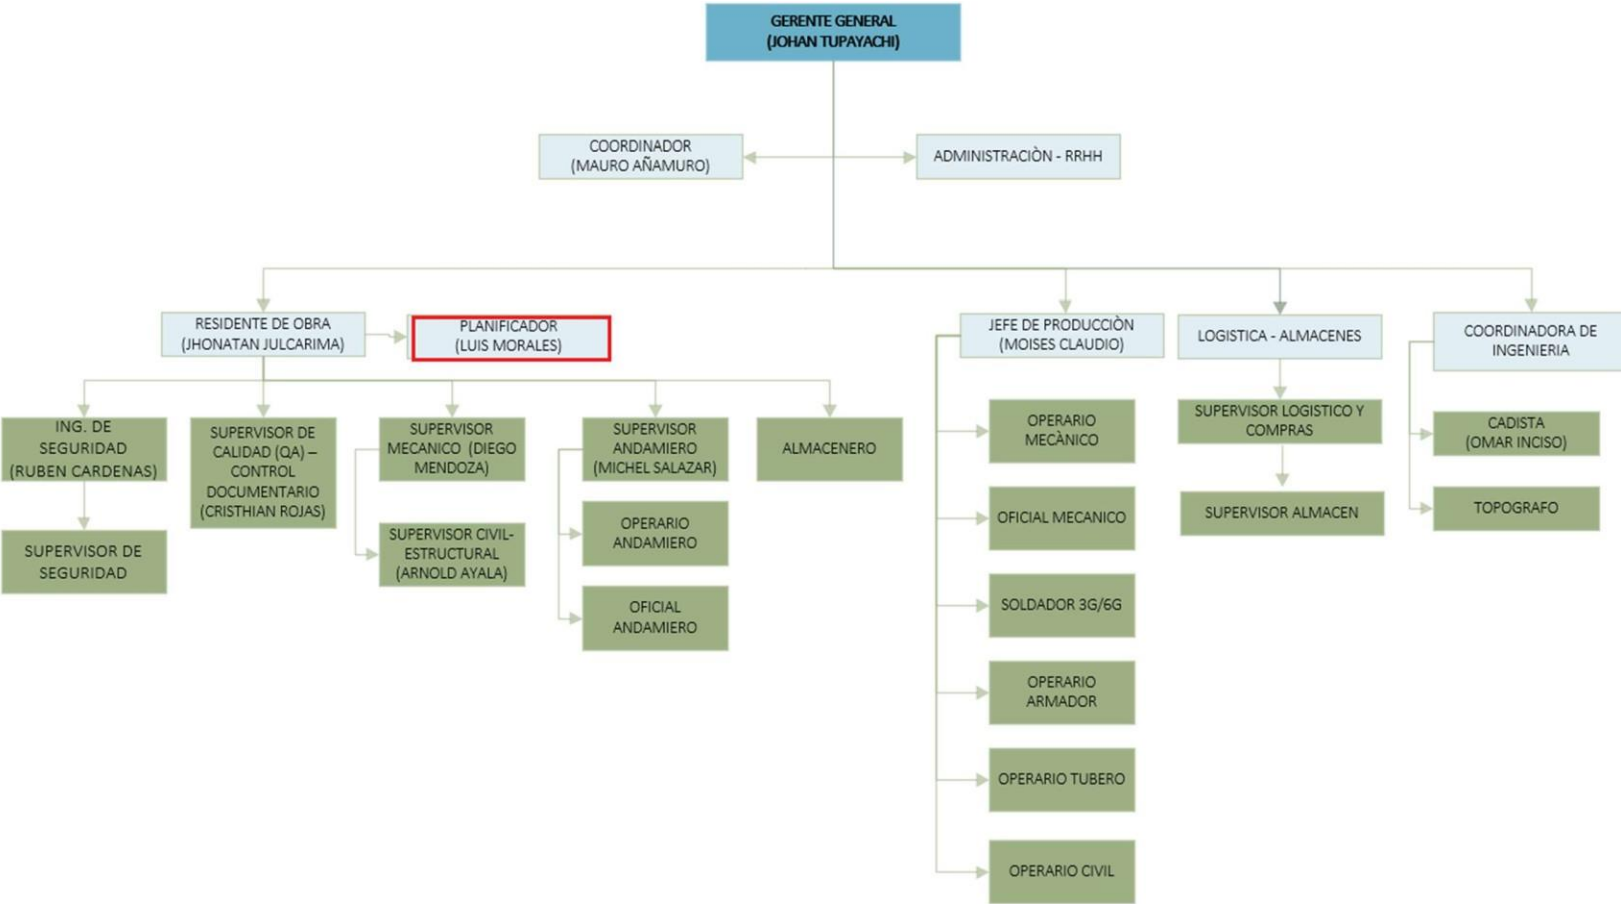 GERENTE GENERAL
(JOHAN TUPAYACHI)
COORDINADOR
(MAURO AÑAMURO)
ADMINISTRACIÒN - RRHH
RESIDENTE DE OBRA
(JHONATAN JULCARIMA)
PLANIFICADOR
(LUIS MORALES)
JEFE DE PRODUCCIÒN
(MOISES CLAUDIO)
LOGISTICA - ALMACENES
COORDINADORA DE
INGENIERIA
ING. DE
SEGURIDAD
(RUBEN CARDENAS)
SUPERVISOR DE
SEGURIDAD
SUPERVISOR DE
CALIDAD (QA) –
CONTROL
DOCUMENTARIO
(CRISTHIAN ROJAS)
SUPERVISOR
MECANICO (DIEGO
MENDOZA)
SUPERVISOR CIVIL-
ESTRUCTURAL
(ARNOLD AYALA)
SUPERVISOR
ANDAMIERO
(MICHEL SALAZAR)
OPERARIO
ANDAMIERO
OFICIAL
ANDAMIERO
ALMACENERO
OPERARIO
MECÀNICO
OFICIAL MECANICO
SOLDADOR 3G/6G
OPERARIO
ARMADOR
OPERARIO TUBERO
OPERARIO CIVIL
SUPERVISOR LOGISTICO Y
COMPRAS
SUPERVISOR ALMACEN
CADISTA
(OMAR INCISO)
TOPOGRAFO